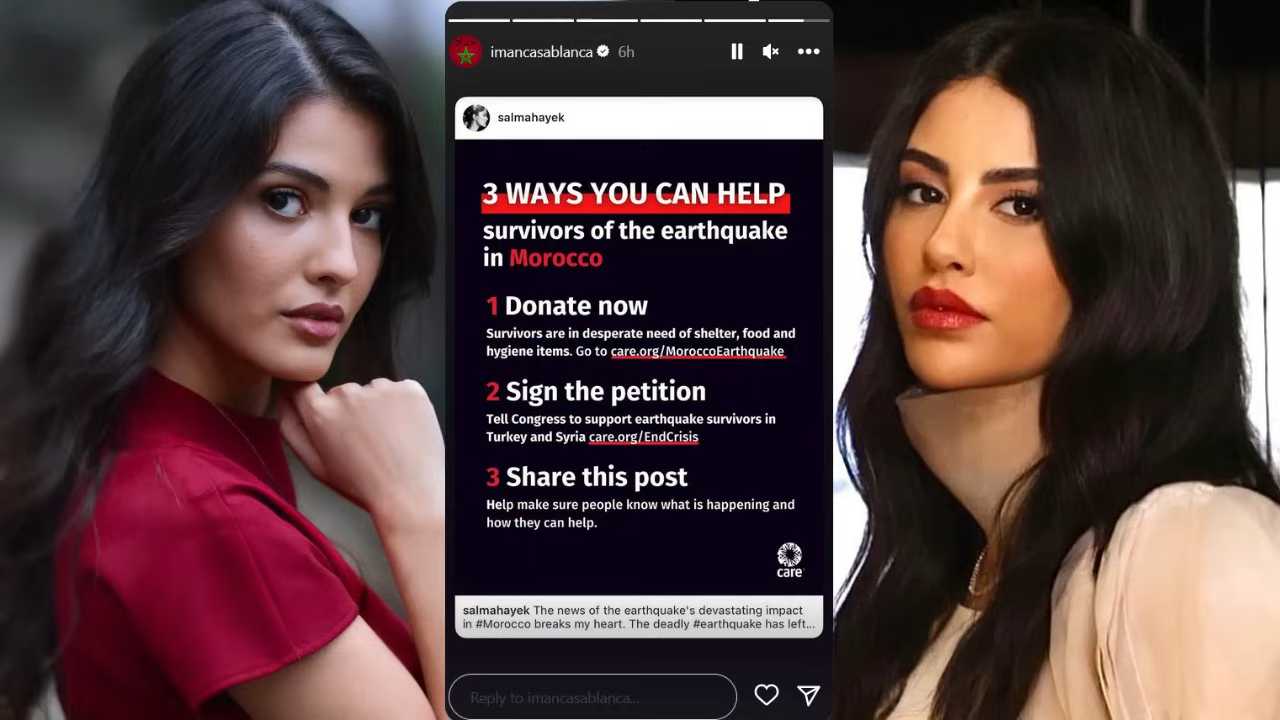 imancasablanca 6h
salmahayek
3 WAYS YOU CAN HELP
survivors of the earthquake
in Morocco
1 Donate now
Survivors are in desperate need of shelter, food and
hygiene items. Go to care.org/MoroccoEarthquake
2 Sign the petition
Tell Congress to support earthquake survivors in
Turkey and Syria care.org/EndCrisis
3 Share this post
Help make sure people know what is happening and
how they can help.
care
salmahayek The news of the earthquake's devastating impact
in #Morocco breaks my heart. The deadly #earthquake has left...
Reply to imancasablanca...